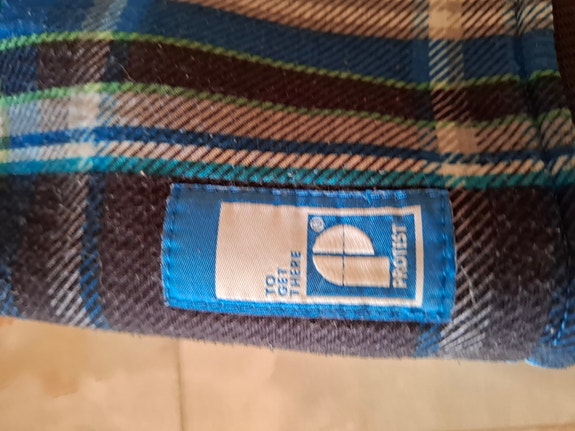 TO
GET
THERE
P®
PROTEST